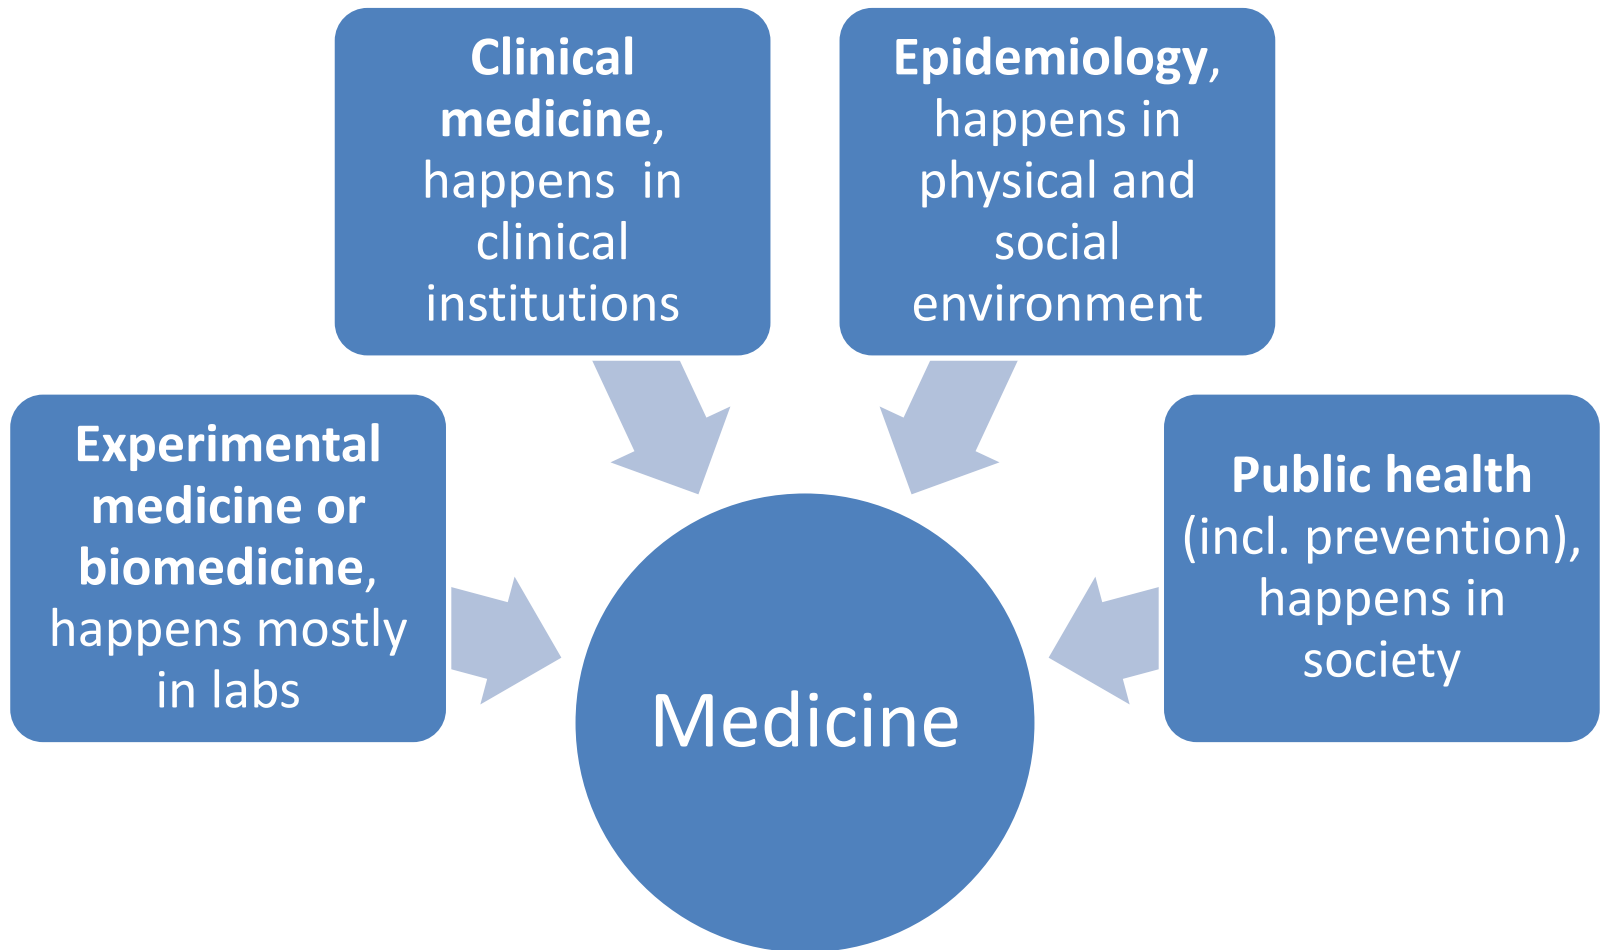 Clinical
medicine,
happens  in
clinical
institutions
Epidemiology,
happens in
physical and
social
environment
Experimental
medicine or
biomedicine,
happens mostly
in labs
Public health
(incl. prevention),
happens in
society
Medicine